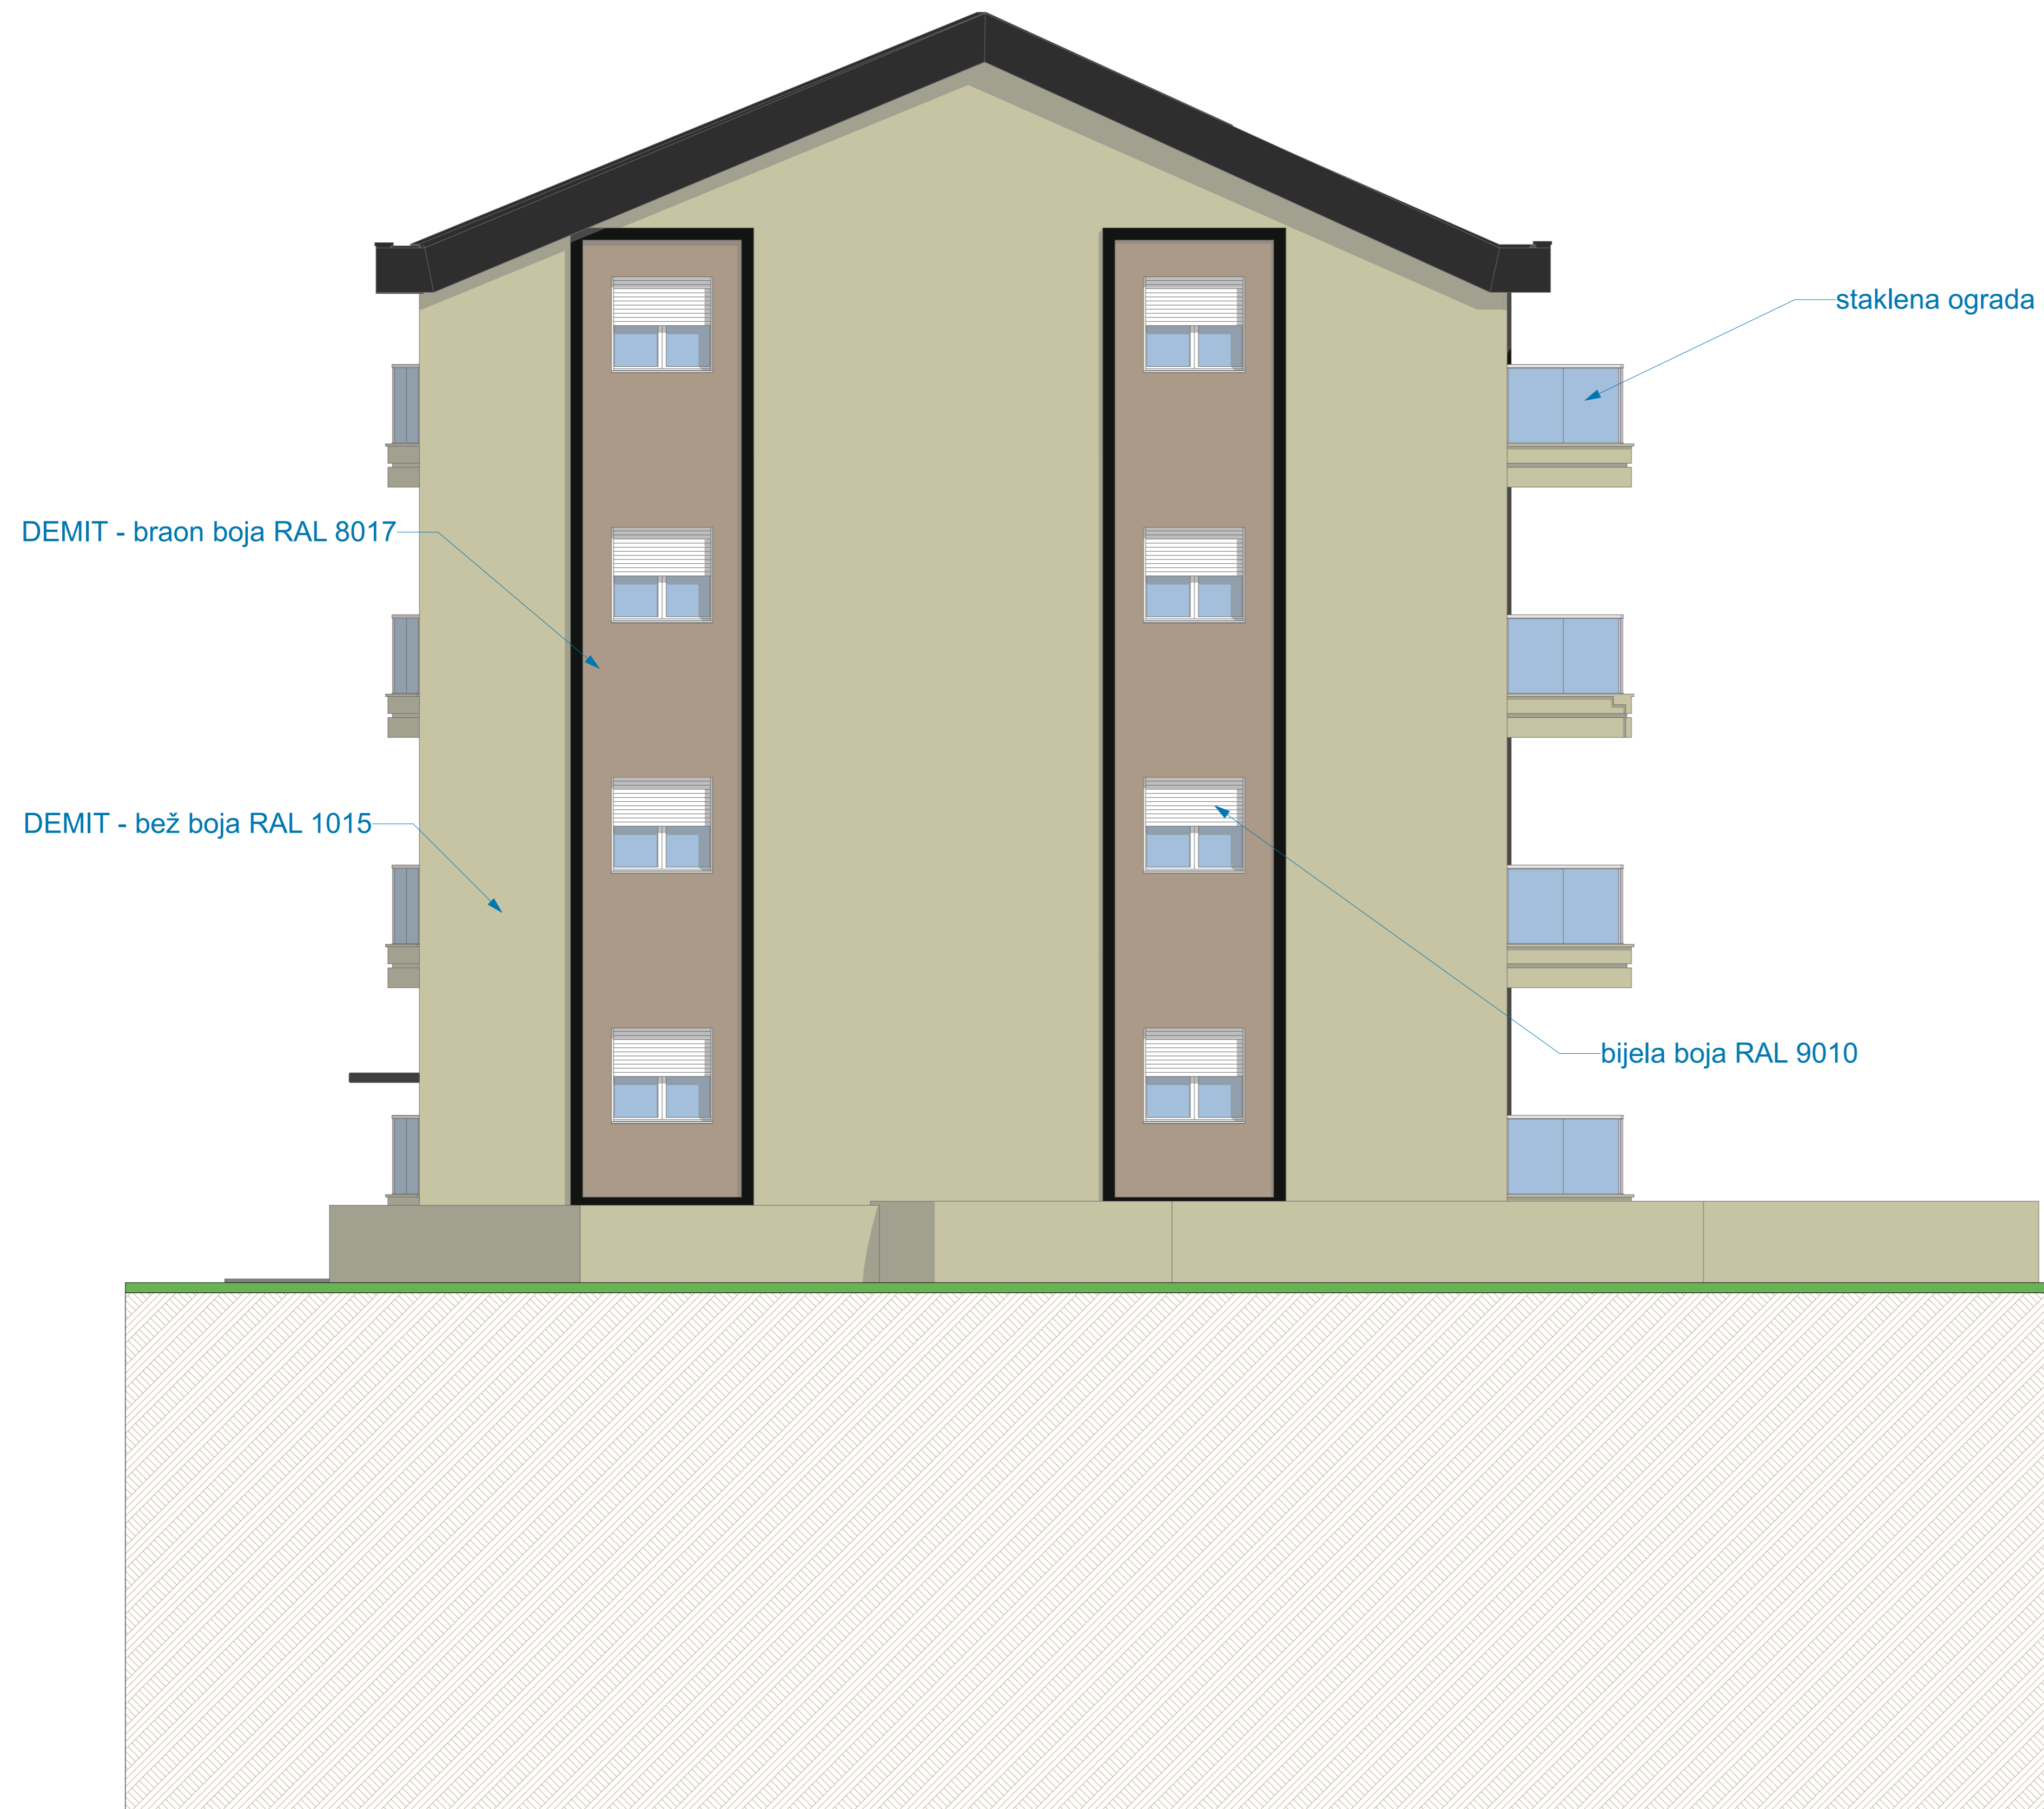 staklena ograda
DEMIT - braon boja RAL 8017
DEMIT - bež boja RAL 1015
bijela boja RAL 9010